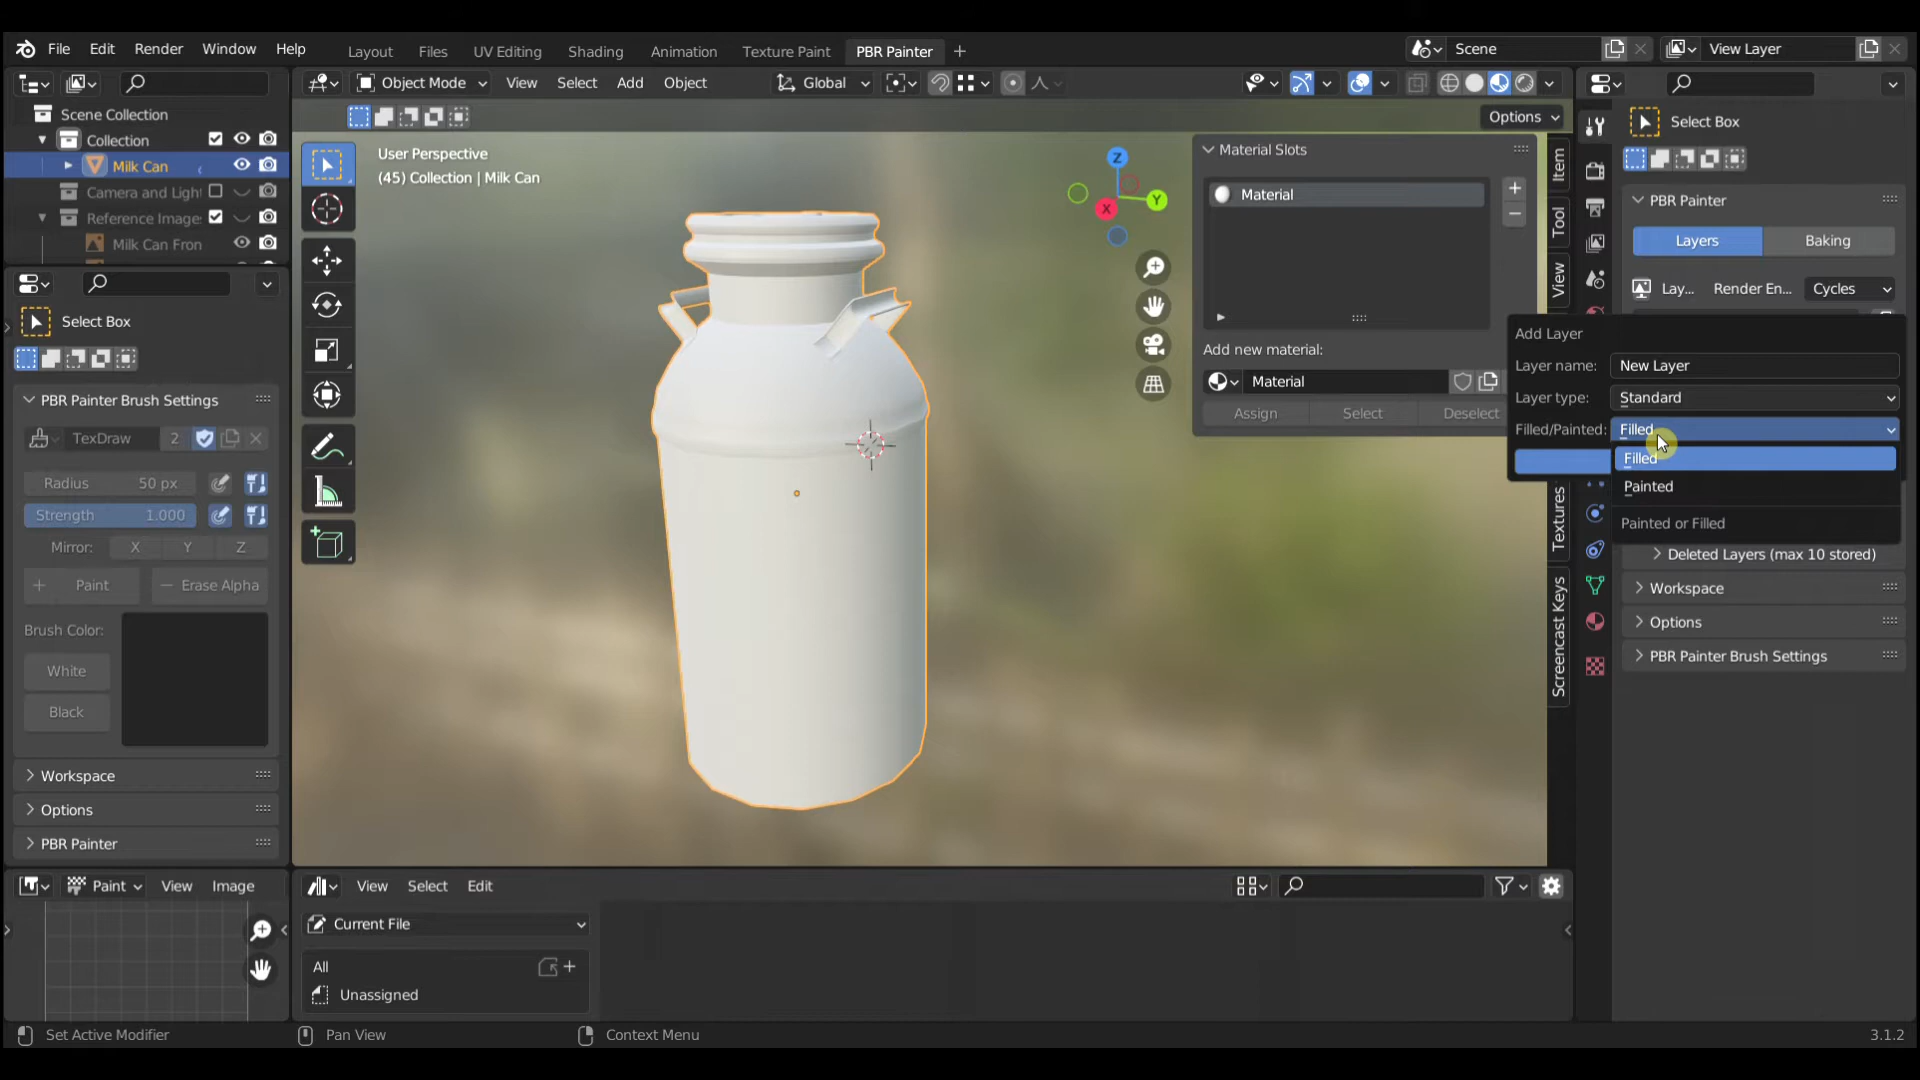 File Edit Render Window Help
Layout Files UV Editing Shading Animation Texture Paint PBR Painter
Scene
View Layer
Object Mode View Select Add Object
Global
Options
Scene Collection
Collection
Milk Can
Camera and Light
Reference Images
Milk Can Fron
User Perspective
(45) Collection | Milk Can
Z
Y
X
Material Slots
Material
Add new material:
Material
Assign Select Deselect
Item
Tool
View
Textures
Screencast Keys
Select Box
PBR Painter
Layers Baking
Lay... Render En... Cycles
Add Layer
Layer name: New Layer
Layer type: Standard
Filled/Painted: Filled
Filled
Painted
Painted or Filled
Deleted Layers (max 10 stored)
Workspace
Options
PBR Painter Brush Settings
Select Box
PBR Painter Brush Settings
TexDraw 2
Radius 50 px
Strength 1.000
Mirror: X Y Z
Paint Erase Alpha
Brush Color:
White
Black
Workspace
Options
PBR Painter
Paint View Image
View Select Edit
Current File
All
Unassigned
Set Active Modifier Pan View Context Menu 3.1.2